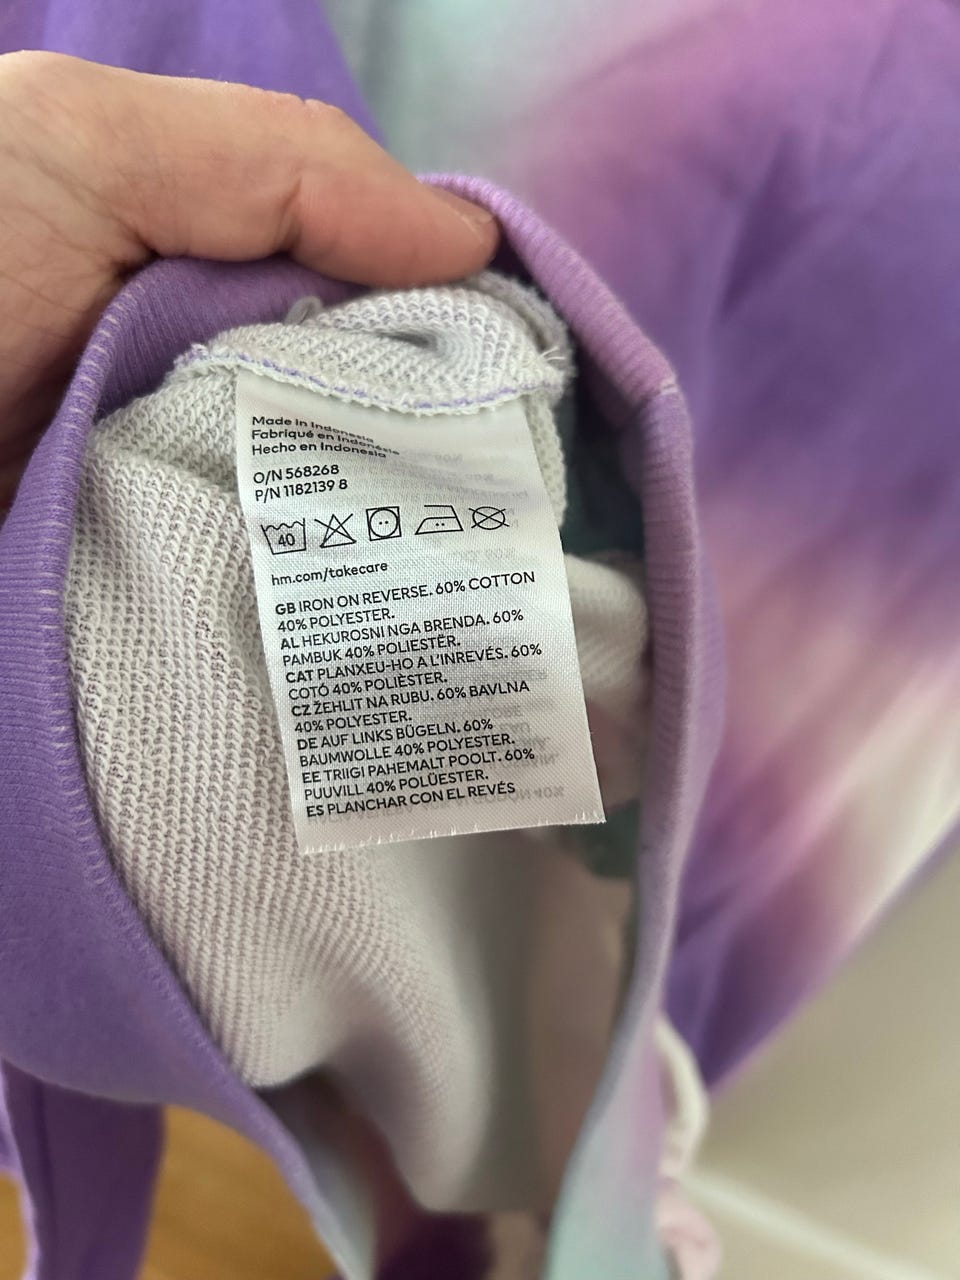 Made in Indonesia
Fabriqué en Indonésie
Hecho en Indonesia
O/N 568268
P/N 1182139 8
40
hm.com/takecare
GB IRON ON REVERSE. 60% COTTON
40% POLYESTER.
AL HEKUROSNI NGA BRENDA. 60%
PAMBUK 40% POLIESTËR.
CAT PLANXEU-HO A L'INREVÉS. 60%
COTÓ 40% POLIÈSTER.
CZ ŽEHLIT NA RUBU. 60% BAVLNA
40% POLYESTER.
DE AUF LINKS BÜGELN. 60%
BAUMWOLLE 40% POLYESTER.
EE TRIIGI PAHEMALT POOLT. 60%
PUUVILL 40% POLÜESTER.
ES PLANCHAR CON EL REVÉS